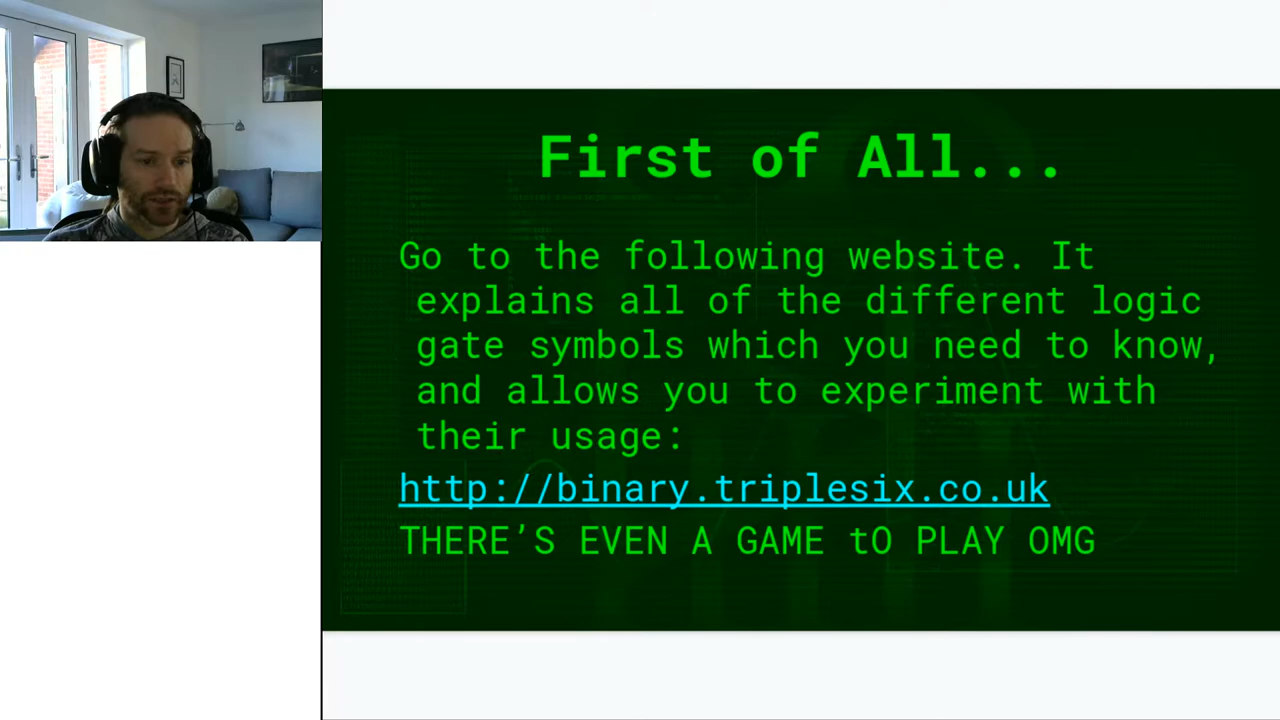 First of All...
Go to the following website. It
explains all of the different logic
gate symbols which you need to know,
and allows you to experiment with
their usage:
http://binary.triplesix.co.uk
THERE’S EVEN A GAME tO PLAY OMG